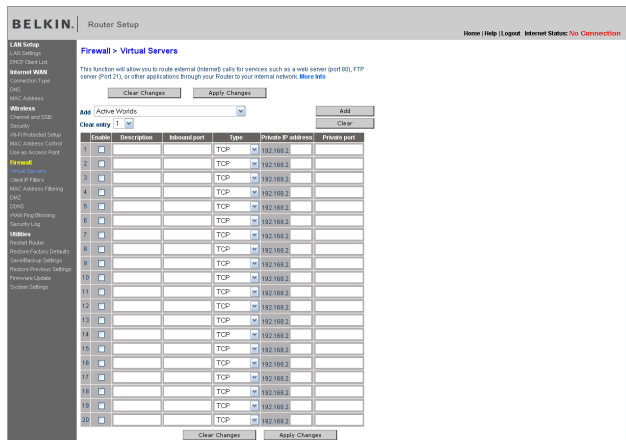 BELKIN. Router Setup
Home | Help | Logout Internet Status: No Connection
LAN Setup
LAN Settings
DHCP Client List
Internet WAN
Connection Type
DNS
MAC Address
Wireless
Channel and SSID
Security
Wi-Fi Protected Setup
MAC Address Control
Use as Access Point
Firewall
Virtual Servers
Client IP Filters
MAC Address Filtering
DMZ
DDNS
WAN Ping Blocking
Security Log
Utilities
Restart Router
Restore Factory Defaults
Save/Backup Settings
Restore Previous Settings
Firmware Update
System Settings
Firewall > Virtual Servers
This function will allow you to route external (Internet) calls for services such as a web server (port 80), FTP
server (Port 21), or other applications through your Router to your internal network. More Info
Clear Changes Apply Changes
Add Active Worlds Add
Clear entry 1 Clear
Enable Description Inbound port Type Private IP address Private port
1 TCP 192.168.2.
2 TCP 192.168.2.
3 TCP 192.168.2.
4 TCP 192.168.2.
5 TCP 192.168.2.
6 TCP 192.168.2.
7 TCP 192.168.2.
8 TCP 192.168.2.
9 TCP 192.168.2.
10 TCP 192.168.2.
11 TCP 192.168.2.
12 TCP 192.168.2.
13 TCP 192.168.2.
14 TCP 192.168.2.
15 TCP 192.168.2.
16 TCP 192.168.2.
17 TCP 192.168.2.
18 TCP 192.168.2.
19 TCP 192.168.2.
20 TCP 192.168.2.
Clear Changes Apply Changes